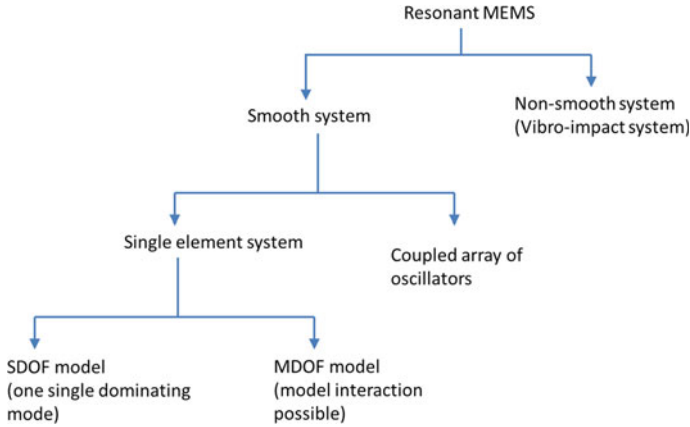 Resonant MEMS
Smooth system
Non-smooth system
(Vibro-impact system)
Single element system
Coupled array of
oscillators
SDOF model
(one single dominating
mode)
MDOF model
(model interaction
possible)